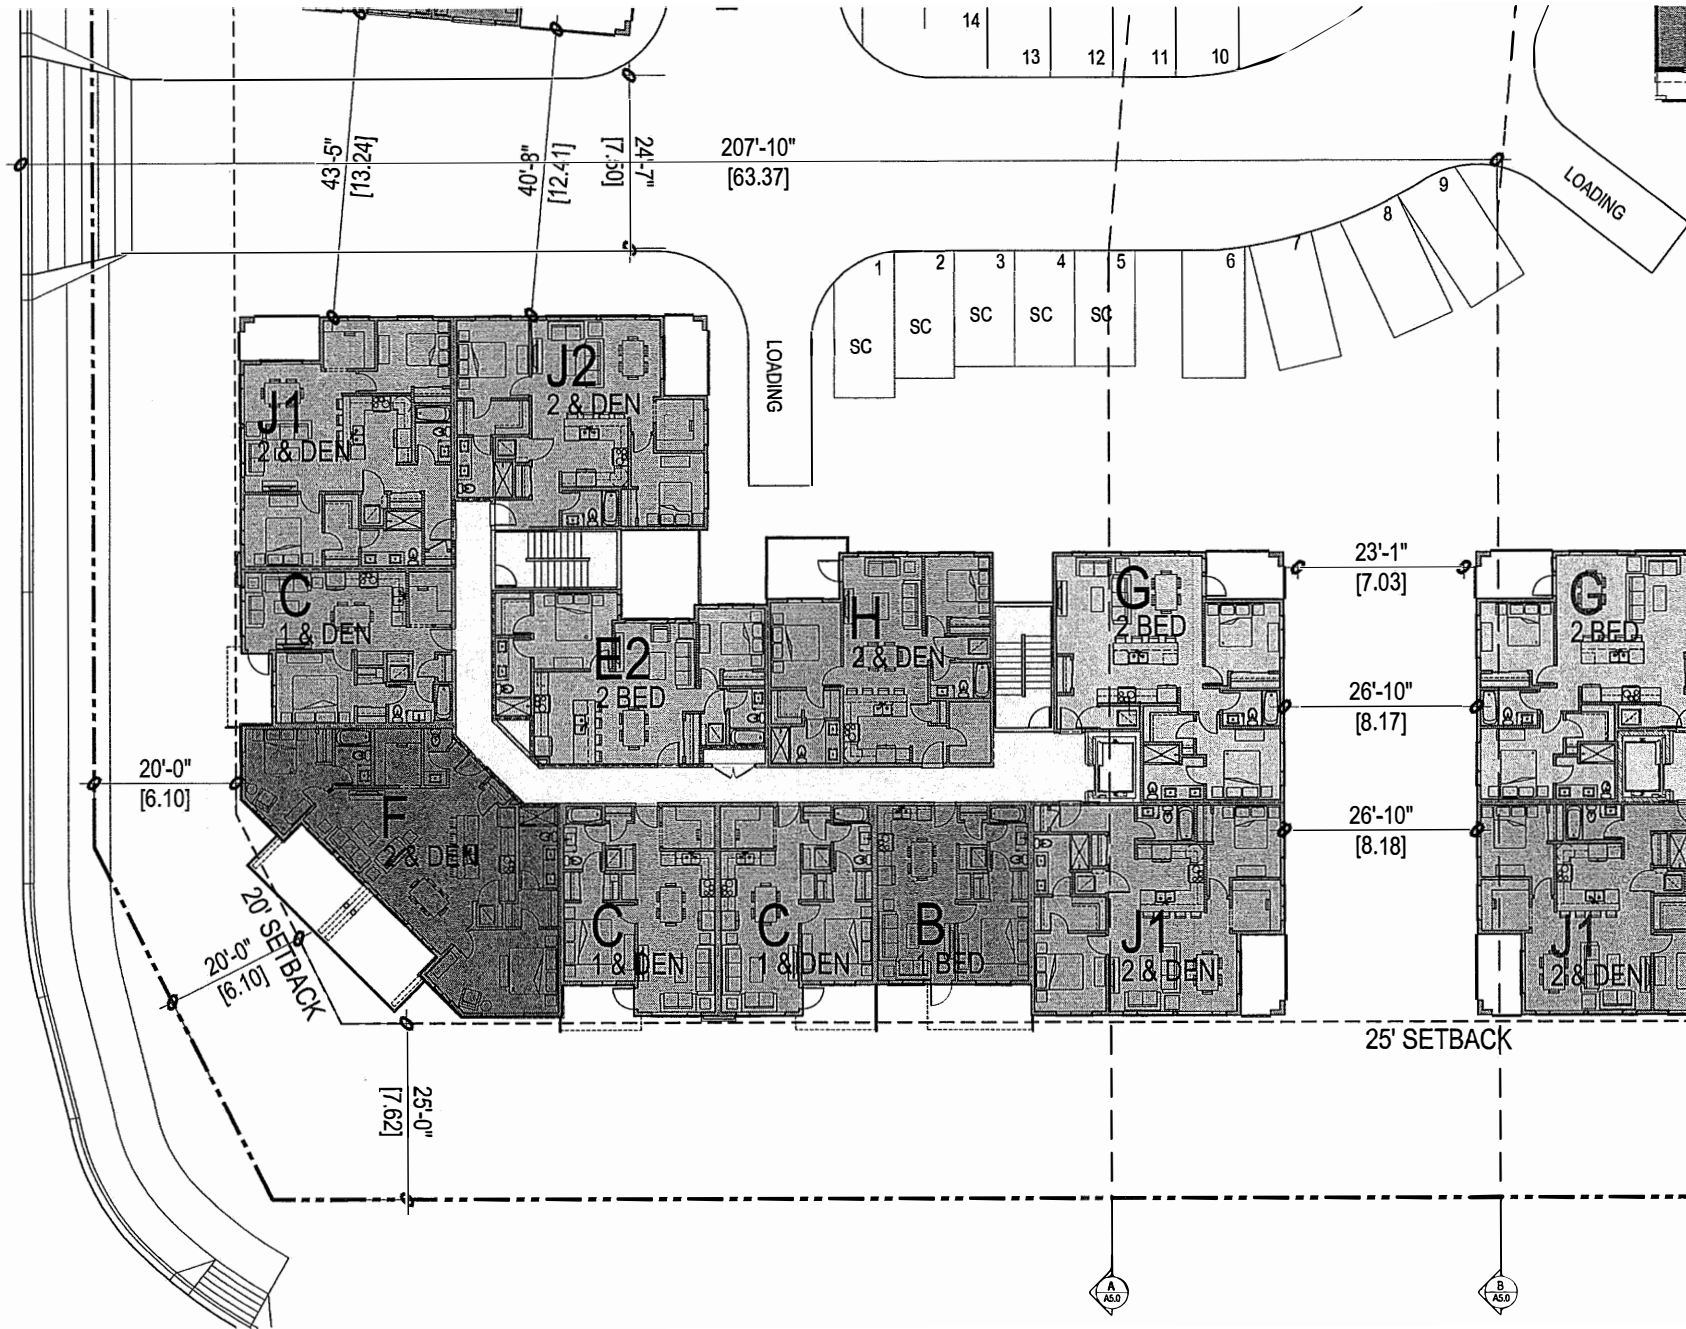 14
13
12
11
10
43'-5"
[13.24]
40'-8"
[12.41]
24'-7"
[7.50]
207'-10"
[63.37]
9
8
7
6
5
4
3
2
1
SC
SC
SC
SC
SC
LOADING
LOADING
J1
2 & DEN
J2
2 & DEN
C
1 & DEN
E2
2 BED
H
2 & DEN
G
2 BED
23'-1"
[7.03]
G
2 BED
26'-10"
[8.17]
20'-0"
[6.10]
F
2 & DEN
26'-10"
[8.18]
C
1 & DEN
C
1 & DEN
B
1 BED
J1
2 & DEN
J1
2 & DEN
20' SETBACK
20'-0"
[6.10]
25' SETBACK
25'-0"
[7.62]
A
A5.0
B
A5.0